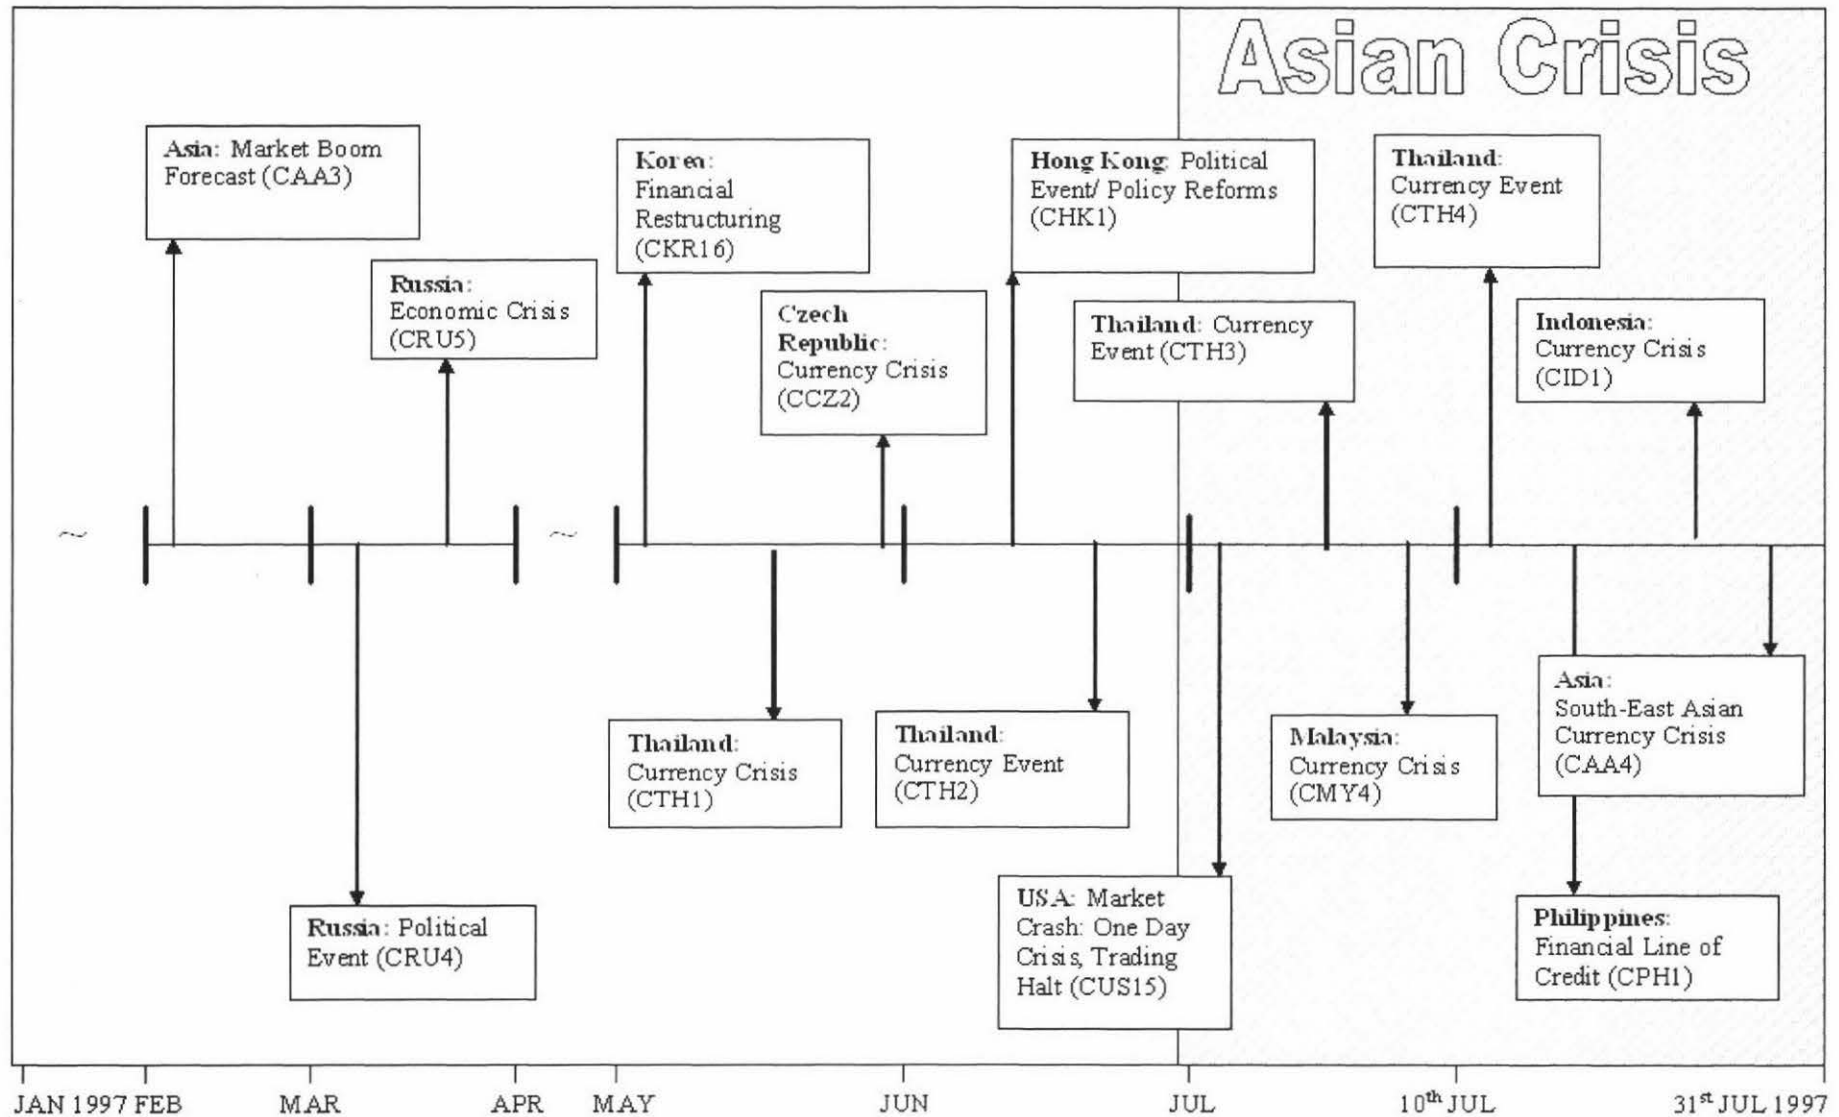 Asian Crisis
Asia: Market Boom
Forecast (CAA3)
Russia:
Economic Crisis
(CRU5)
Korea:
Financial
Restructuring
(CKR16)
Czech
Republic:
Currency Crisis
(CCZ2)
Hong Kong: Political
Event/ Policy Reforms
(CHK1)
Thailand: Currency
Event (CTH3)
Thailand:
Currency Event
(CTH4)
Indonesia:
Currency Crisis
(CID1)
~
~
Russia: Political
Event (CRU4)
Thailand:
Currency Crisis
(CTH1)
Thailand:
Currency Event
(CTH2)
USA: Market
Crash: One Day
Crisis, Trading
Halt (CUS15)
Malaysia:
Currency Crisis
(CMY4)
Asia:
South-East Asian
Currency Crisis
(CAA4)
Philippines:
Financial Line of
Credit (CPH1)
JAN 1997 FEB MAR APR MAY JUN JUL 10th JUL 31st JUL 1997